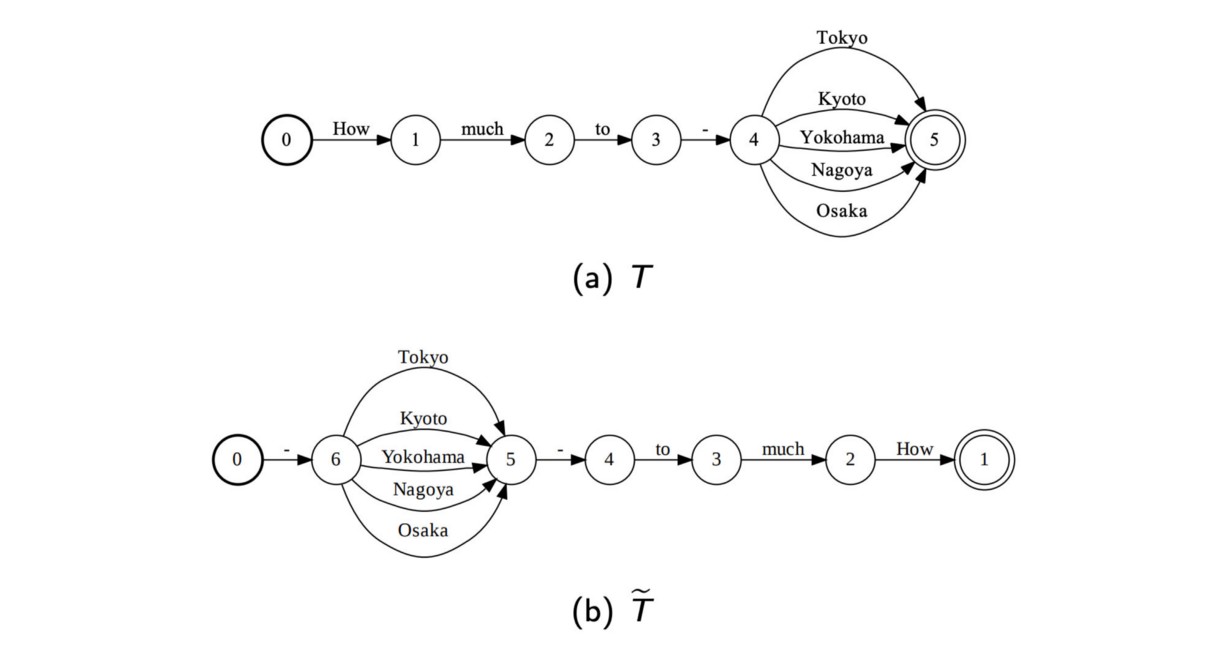 Tokyo
Kyoto
0 How 1 much 2 to 3 - 4 Yokohama 5
Nagoya
Osaka
(a) T
Tokyo
Kyoto
0 - 6 Yokohama 5 - 4 to 3 much 2 How 1
Nagoya
Osaka
(b) T̃